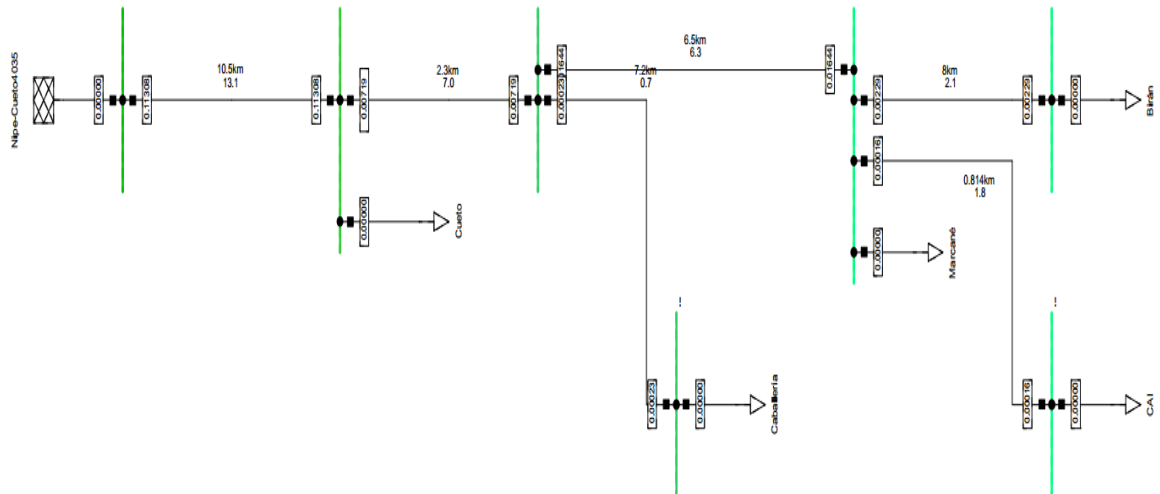 Nipe-Cueto4035
0.00000
0.11308
10.5km
13.1
0.11308
0.00719
2.3km
7.0
0.00719
0.01644
0.00023
6.5km
6.3
7.2km
0.7
0.01644
0.00229
8km
2.1
0.00229
0.00000
Birán
0.00016
0.814km
1.8
0.00000
Cueto
0.00000
Marcané
!!
!!
0.00023
0.00000
Caballeria
0.00016
0.00000
CAI